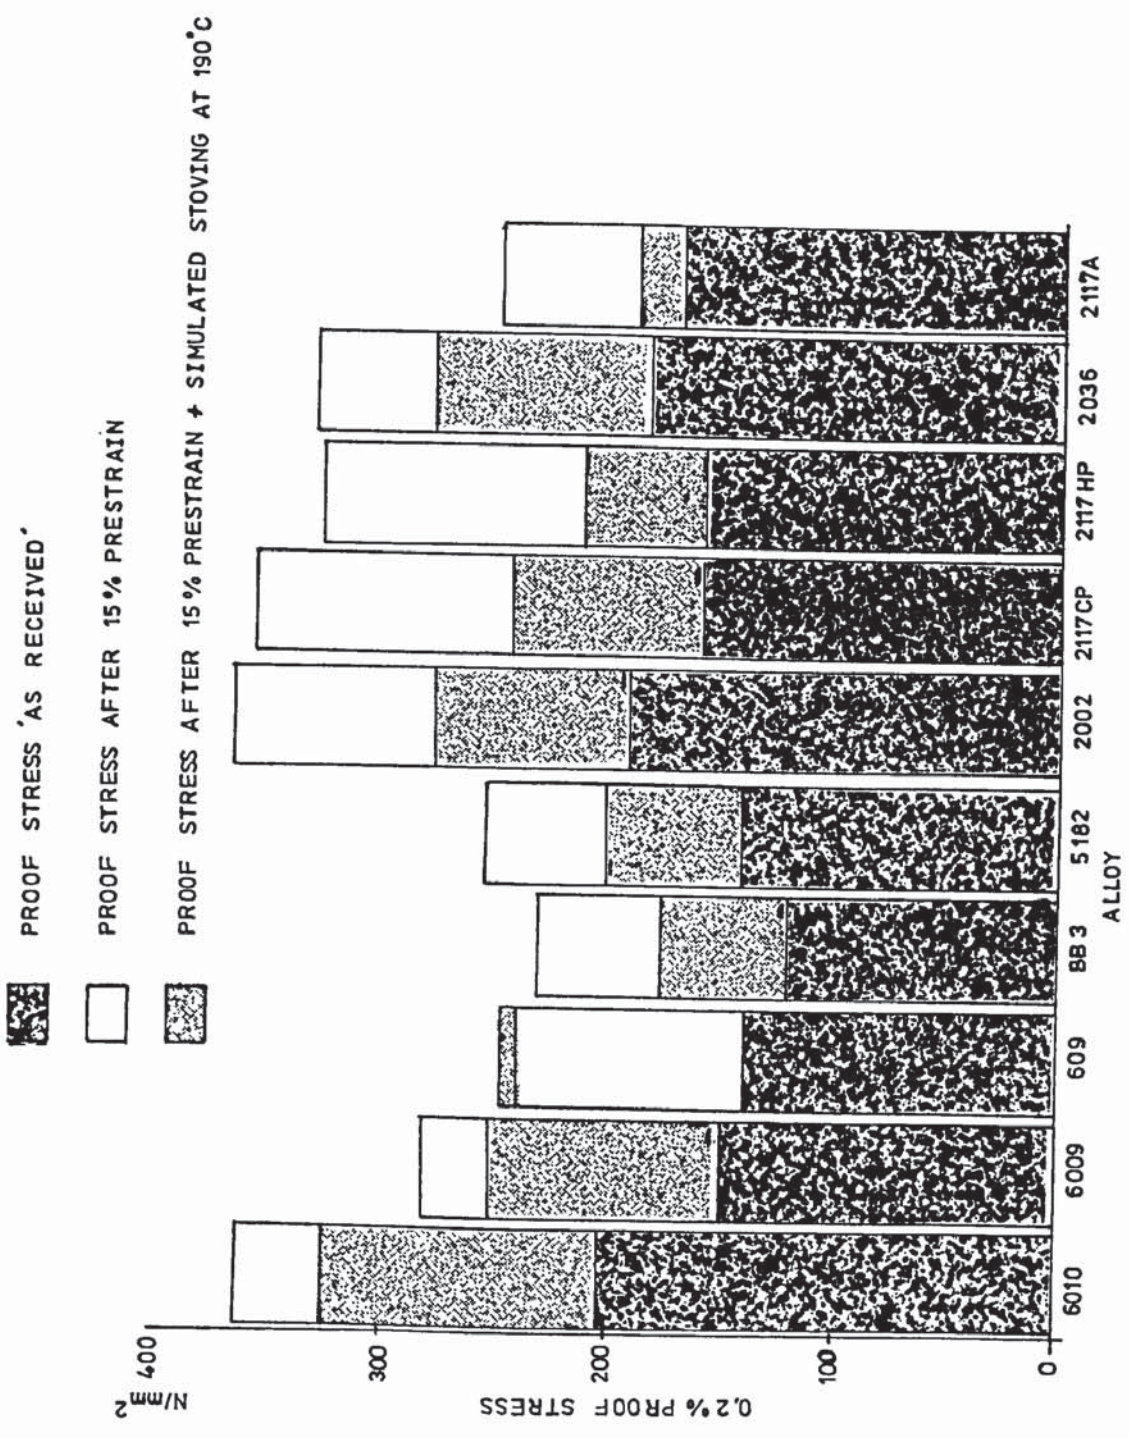 PROOF STRESS 'AS RECEIVED'
PROOF STRESS AFTER 15% PRESTRAIN
PROOF STRESS AFTER 15% PRESTRAIN + SIMULATED STOVING AT 190°C
N/mm²
400
300
200
100
0
0,2% PROOF STRESS
6010
6009
609
BB3
5182
2002
2117CP
2117 HP
2036
2117A
ALLOY